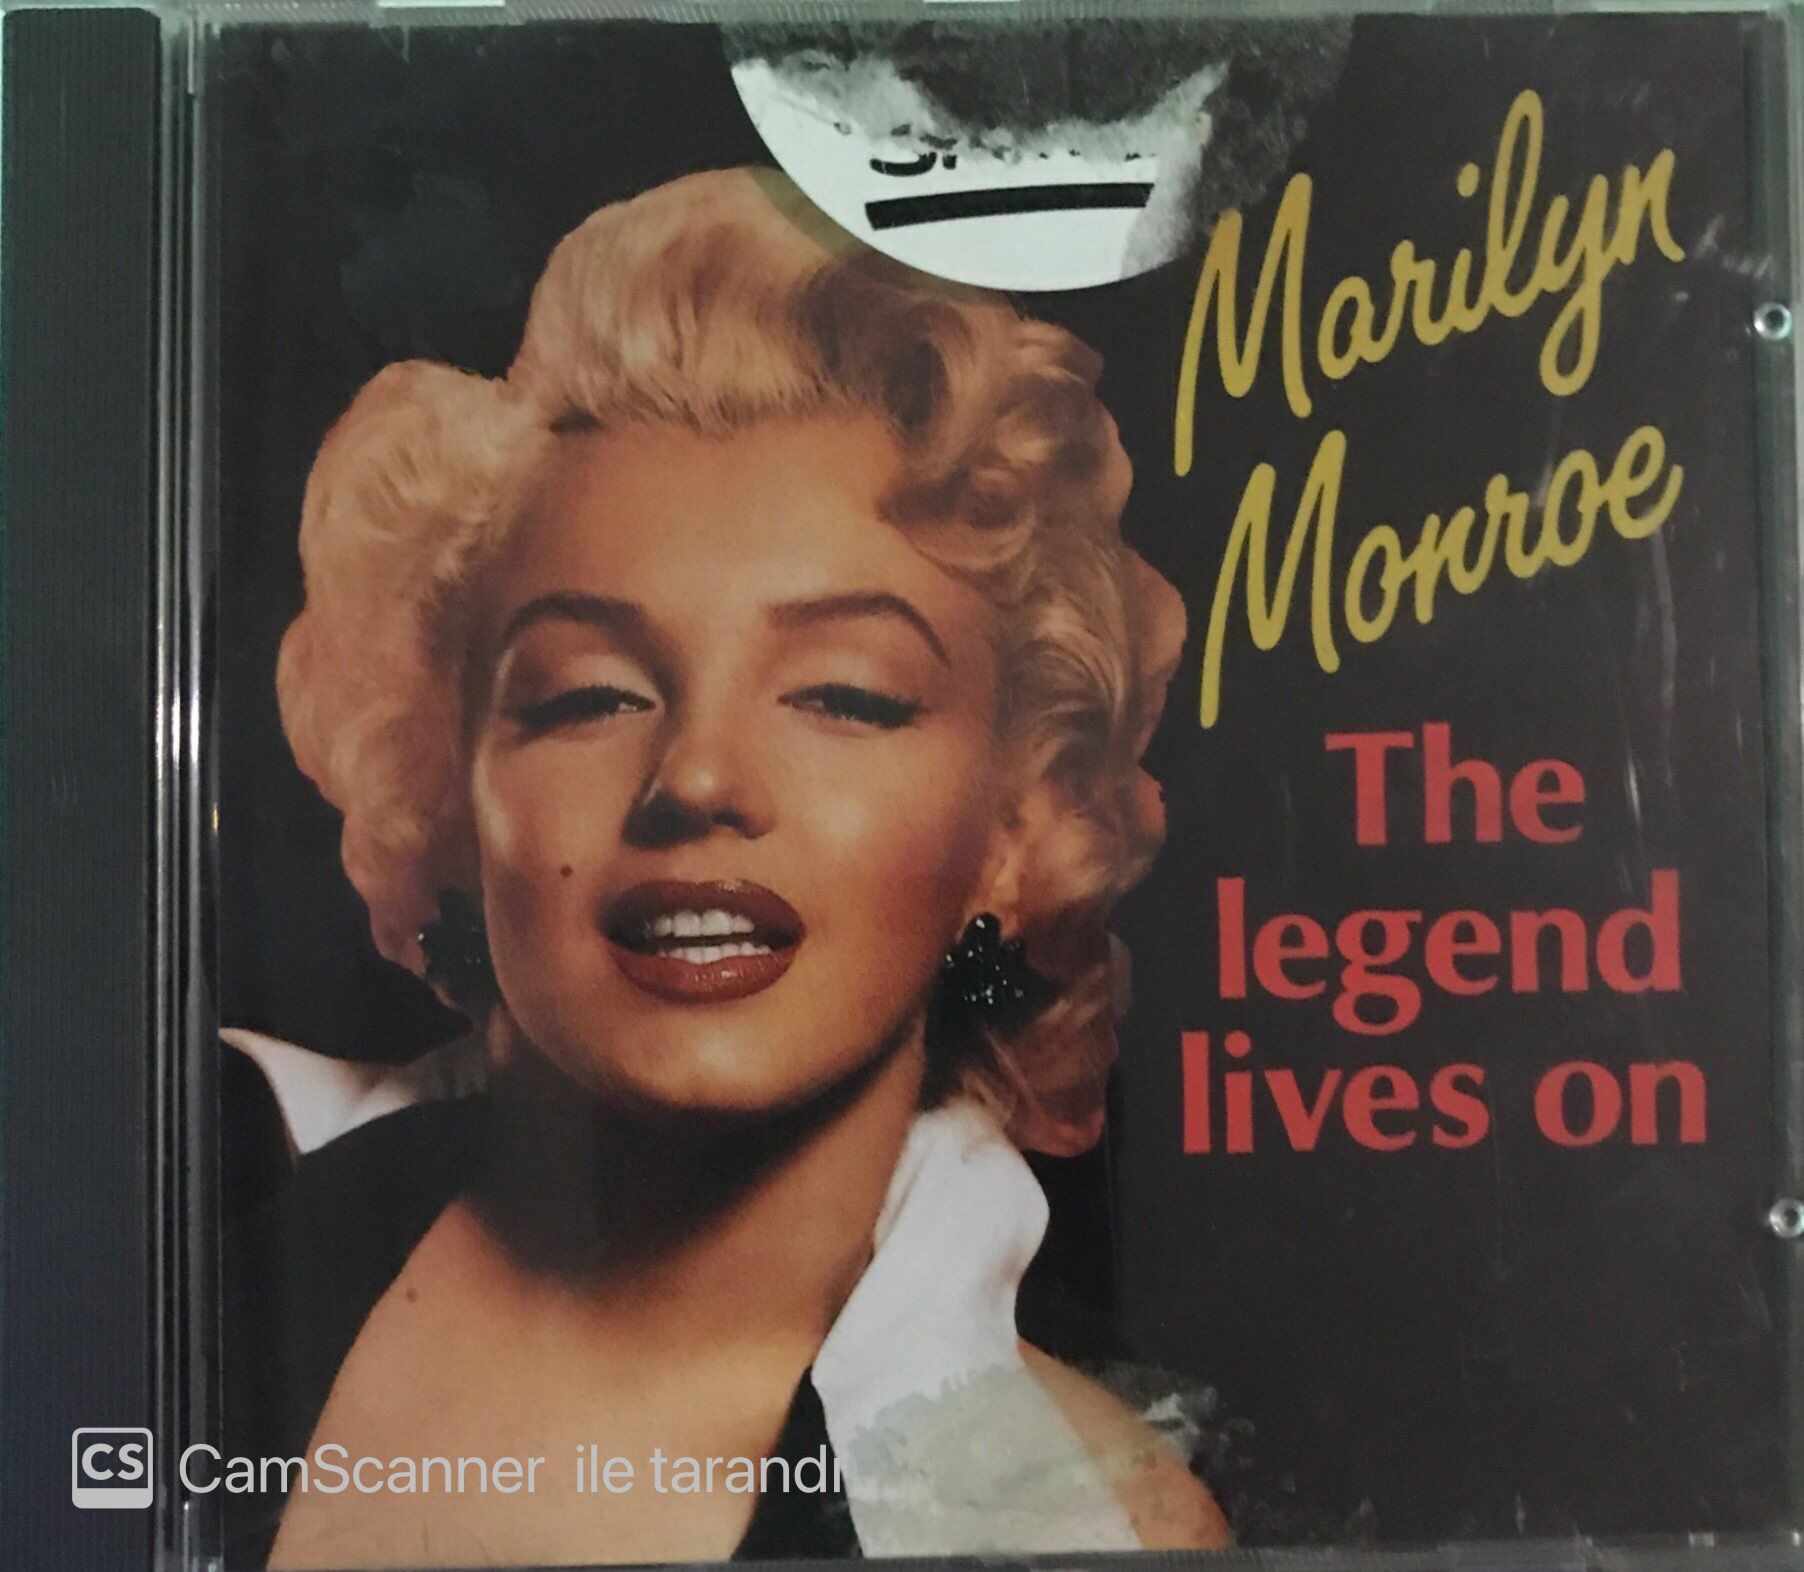 Marilyn
Monroe
The
legend
lives on
CS CamScanner ile tarandı